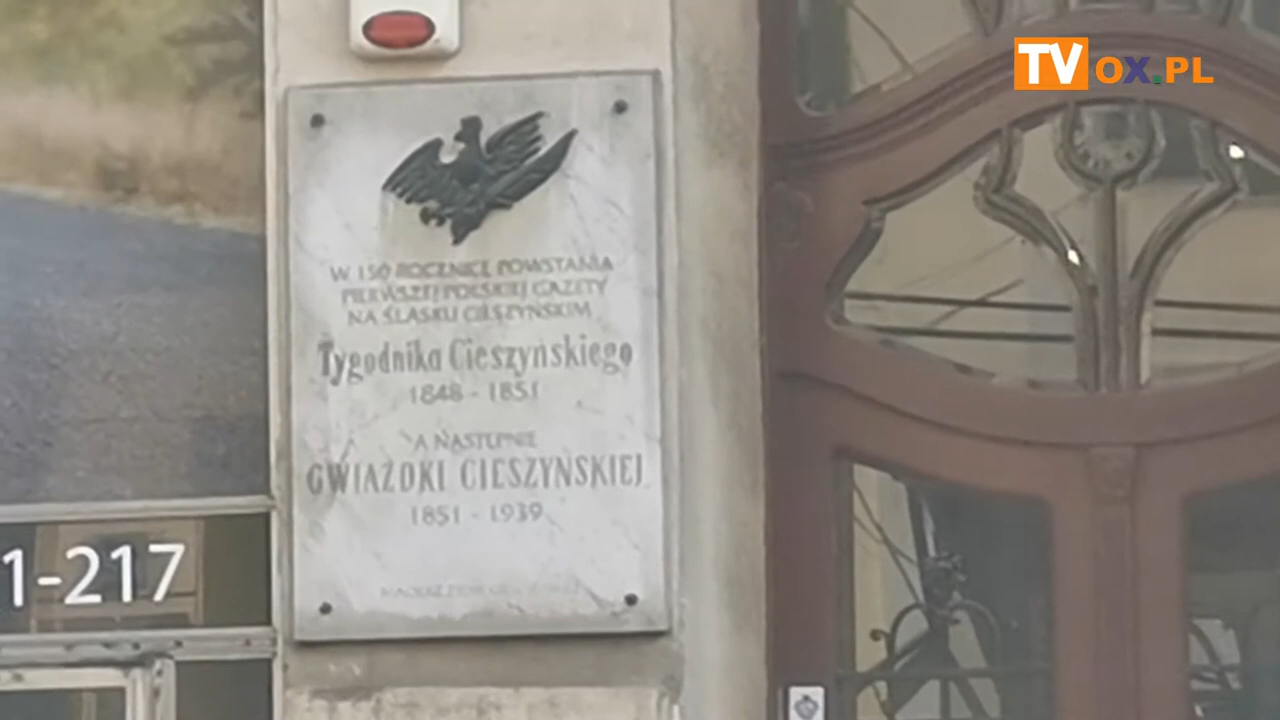 TVOX.PL
W 150 ROCZNICĘ POWSTANIA
PIERWSZEJ POLSKIEJ GAZETY
NA ŚLĄSKU CIESZYŃSKIM
Tygodnika Cieszyńskiego
1848 - 1851
A NASTĘPNIE
GWIAZDKI CIESZYŃSKIEJ
1851 - 1939
1-217